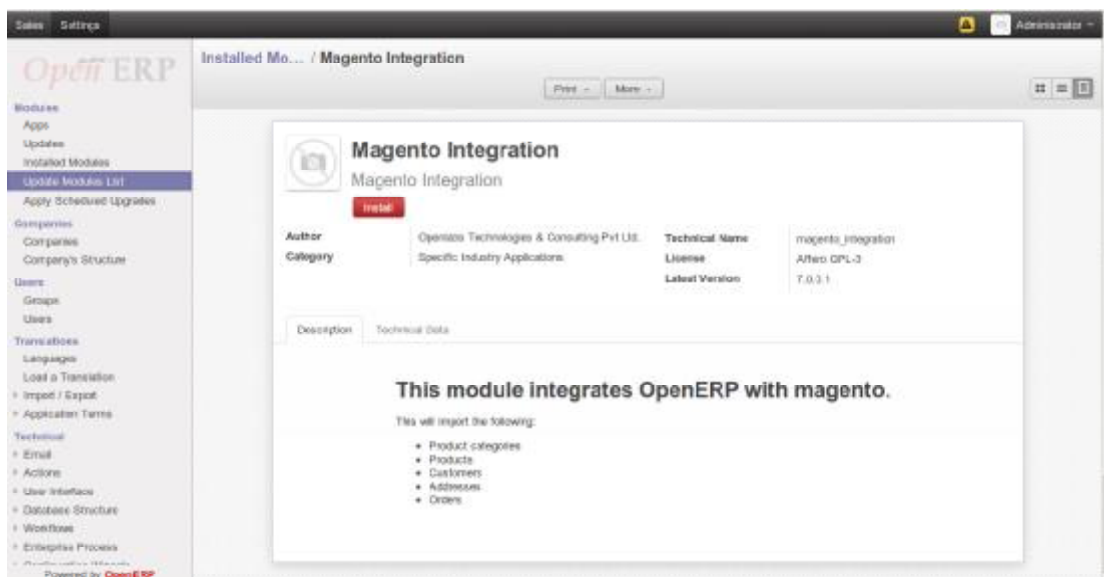 Sales Settings Administrator
Open ERP
Installed Mo... / Magento Integration
Print More
Modules
Apps
Updates
Installed Modules
Update Modules List
Apply Scheduled Upgrades
Companies
Companies
Company's Structure
Users
Groups
Users
Translations
Languages
Load a Translation
Import / Export
Application Terms
Technical
Email
Actions
User Interface
Database Structure
Workflows
Enterprise Process
Powered by OpenERP
Magento Integration
Magento Integration
Install
Author Openlabs Technologies & Consulting Pvt Ltd. Technical Name magento_integration
Category Specific Industry Applications License Affero GPL-3
Latest Version 7.0.3.1
Description Technical Data
This module integrates OpenERP with magento.
This will import the following:
• Product categories
• Products
• Customers
• Addresses
• Orders